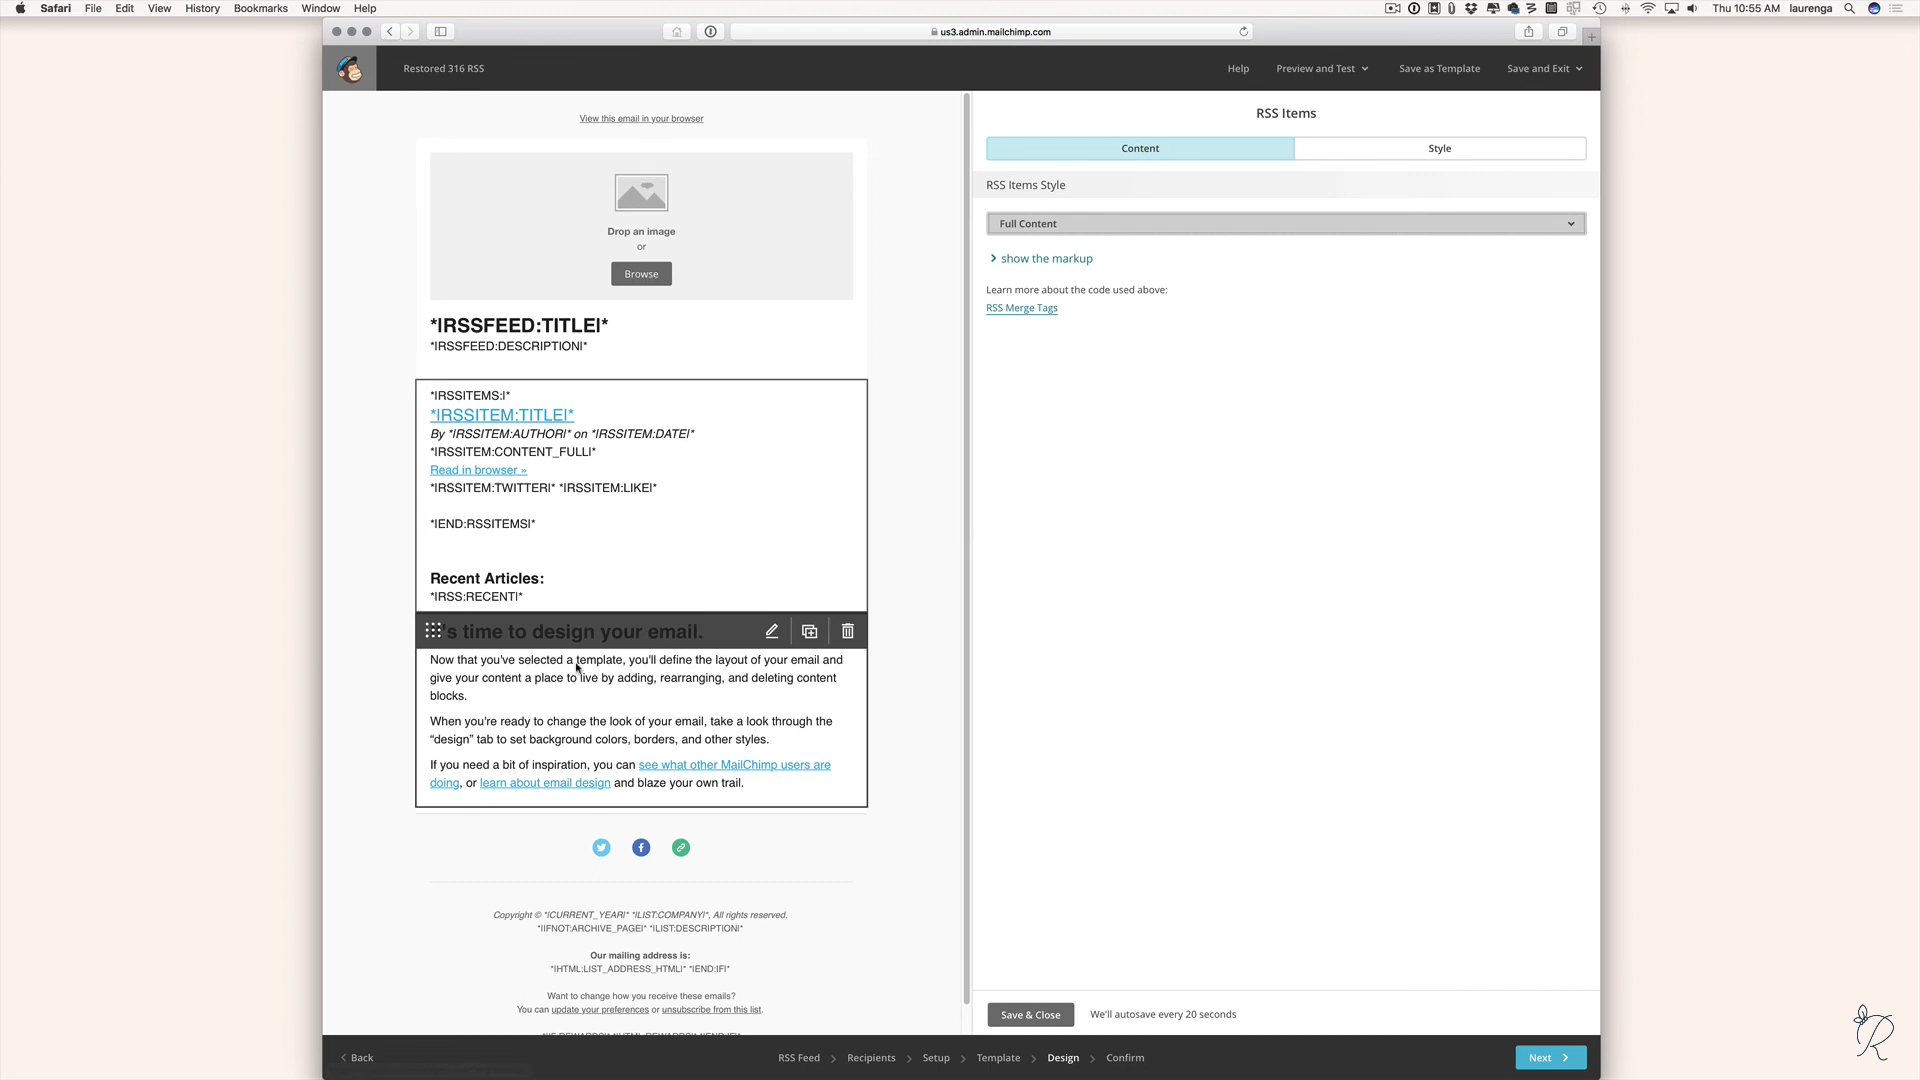 Safari File Edit View History Bookmarks Window Help
Thu 10:55 AM laurenga
us3.admin.mailchimp.com
Restored 316 RSS
Help Preview and Test Save as Template Save and Exit
View this email in your browser
Drop an image
or
Browse
*|RSSFEED:TITLE|*
*|RSSFEED:DESCRIPTION|*
*|RSSITEMS:|*
*|RSSITEM:TITLE|*
By *|RSSITEM:AUTHOR|* on *|RSSITEM:DATE|*
*|RSSITEM:CONTENT_FULL|*
Read in browser »
*|RSSITEM:TWITTER|* *|RSSITEM:LIKE|*
*|END:RSSITEMS|*
Recent Articles:
*|RSS:RECENT|*
's time to design your email.
Now that you've selected a template, you'll define the layout of your email and
give your content a place to live by adding, rearranging, and deleting content
blocks.
When you're ready to change the look of your email, take a look through the
“design” tab to set background colors, borders, and other styles.
If you need a bit of inspiration, you can see what other MailChimp users are
doing, or learn about email design and blaze your own trail.
Copyright © *|CURRENT_YEAR|* *|LIST:COMPANY|*, All rights reserved.
*|IFNOT:ARCHIVE_PAGE|* *|LIST:DESCRIPTION|*
Our mailing address is:
*|HTML:LIST_ADDRESS_HTML|* *|END:IF|*
Want to change how you receive these emails?
You can update your preferences or unsubscribe from this list.
*|IF:REWARDS|* *|HTML:REWARDS|* *|END:IF|*
RSS Items
Content Style
RSS Items Style
Full Content
show the markup
Learn more about the code used above:
RSS Merge Tags
Save & Close We'll autosave every 20 seconds
Back RSS Feed Recipients Setup Template Design Confirm Next
R